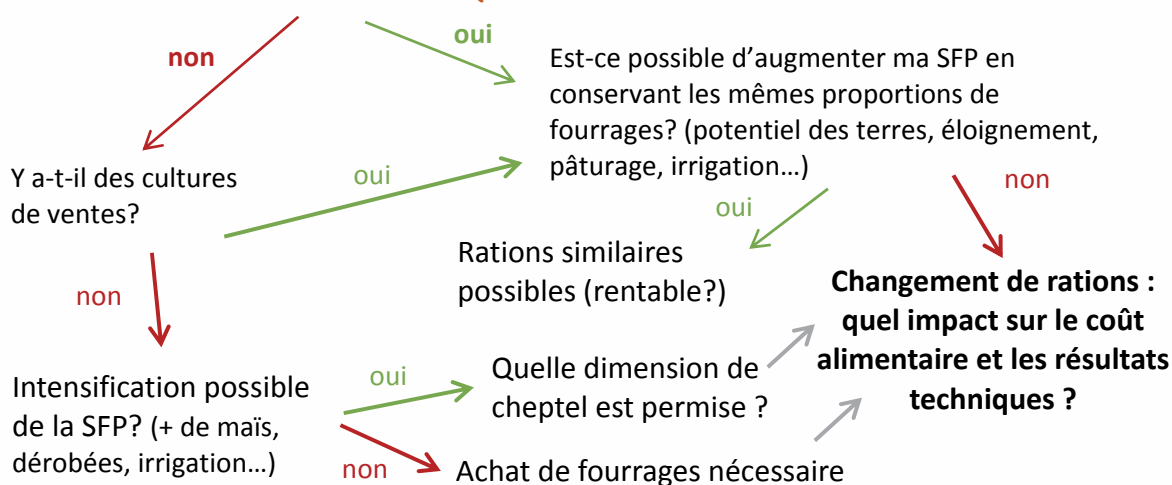 non
oui
Est-ce possible d'augmenter ma SFP en
conservant les mêmes proportions de
fourrages? (potentiel des terres, éloignement,
pâturage, irrigation…)
Y a-t-il des cultures
de ventes?
oui
oui
non
Rations similaires
possibles (rentable?)
Changement de rations :
quel impact sur le coût
alimentaire et les résultats
techniques ?
non
Intensification possible
de la SFP? (+ de maïs,
dérobées, irrigation…)
oui
Quelle dimension de
cheptel est permise ?
non
Achat de fourrages nécessaire